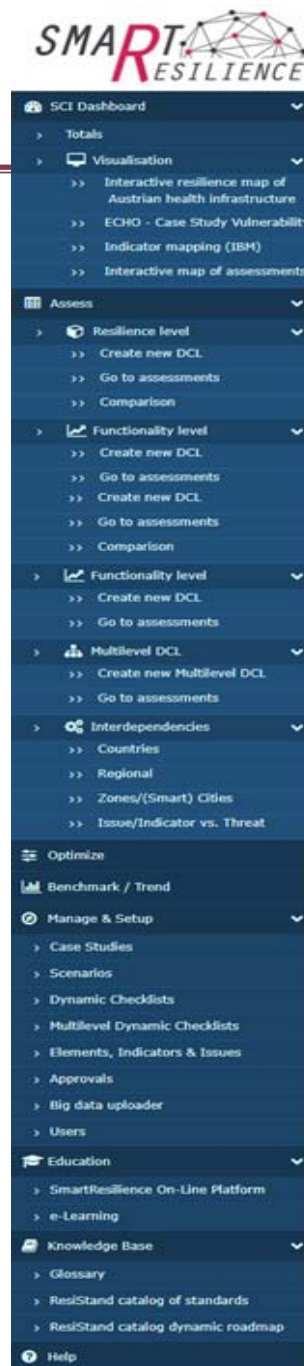 SMART
RESILIENCE
SCI Dashboard
> Totals
> Visualisation
>> Interactive resilience map of
Austrian health infrastructure
>> ECHO - Case Study Vulnerabilit
>> Indicator mapping (IBM)
>> Interactive map of assessments
Assess
> Resilience level
>> Create new DCL
>> Go to assessments
>> Comparison
> Functionality level
>> Create new DCL
>> Go to assessments
>> Create new DCL
>> Go to assessments
>> Comparison
> Functionality level
>> Create new DCL
>> Go to assessments
> Multilevel DCL
>> Create new Multilevel DCL
>> Go to assessments
> Interdependencies
>> Countries
>> Regional
>> Zones/(Smart) Cities
>> Issue/Indicator vs. Threat
Optimize
Benchmark / Trend
Manage & Setup
> Case Studies
> Scenarios
> Dynamic Checklists
> Multilevel Dynamic Checklists
> Elements, Indicators & Issues
> Approvals
> Big data uploader
> Users
Education
> SmartResilience On-Line Platform
> e-Learning
Knowledge Base
> Glossary
> ResiStand catalog of standards
> ResiStand catalog dynamic roadmap
Help